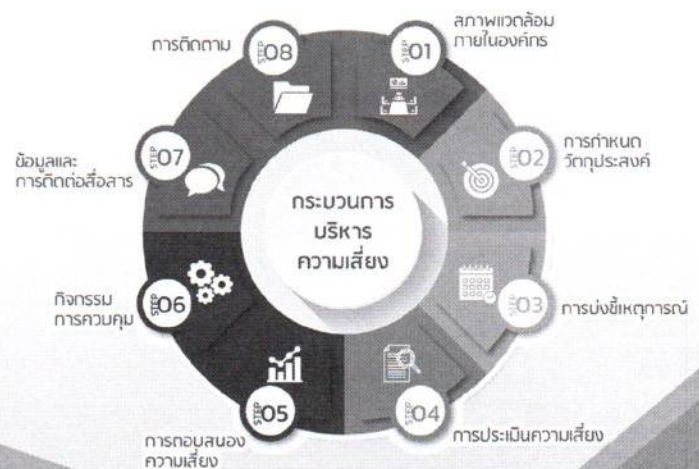 กระบวนการ
บริหาร
ความเสี่ยง
STEP 01
สภาพแวดล้อม
ภายในองค์กร
STEP 02
การกำหนด
วัตถุประสงค์
STEP 03
การบ่งชี้เหตุการณ์
STEP 04
การประเมินความเสี่ยง
STEP 05
การตอบสนอง
ความเสี่ยง
STEP 06
กิจกรรม
การควบคุม
STEP 07
ข้อมูลและ
การติดต่อสื่อสาร
STEP 08
การติดตาม